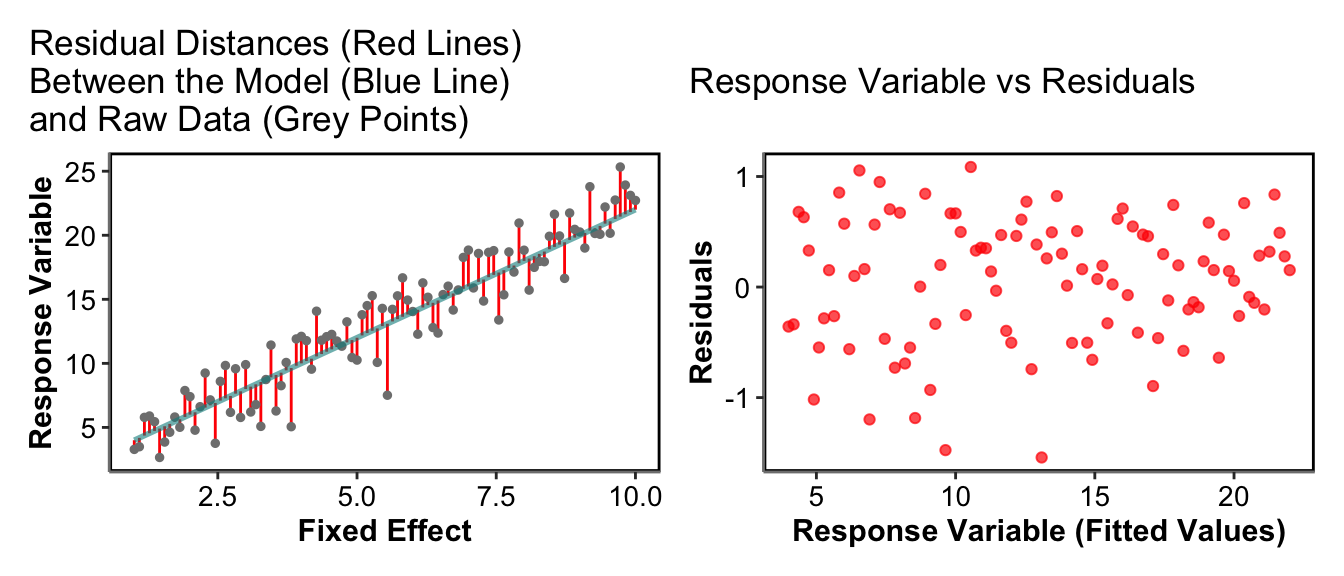 Residual Distances (Red Lines)
Between the Model (Blue Line)
and Raw Data (Grey Points)
Response Variable
25
20
15
10
5
2.5
5.0
7.5
10.0
Fixed Effect
Response Variable vs Residuals
Residuals
1
0
-1
5
10
15
20
Response Variable (Fitted Values)